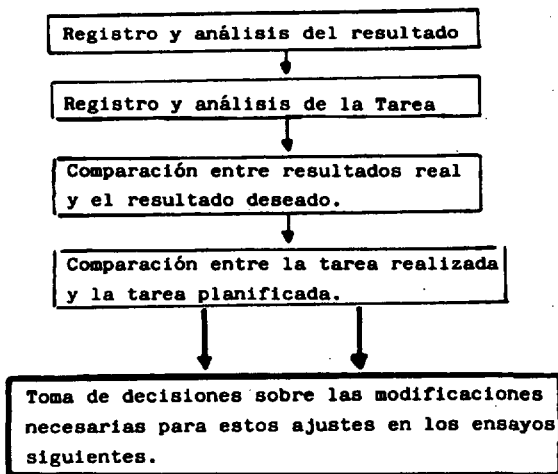 Registro y análisis del resultado
Registro y análisis de la Tarea
Comparación entre resultados real
y el resultado deseado.
Comparación entre la tarea realizada
y la tarea planificada.
Toma de decisiones sobre las modificaciones
necesarias para estos ajustes en los ensayos
siguientes.